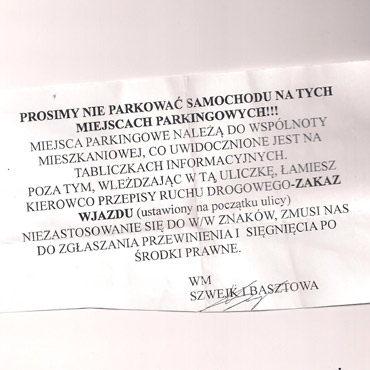 PROSIMY NIE PARKOWAĆ SAMOCHODU NA TYCH
MIEJSCACH PARKINGOWYCH!!!
MIEJSCA PARKINGOWE NALEŻĄ DO WSPÓLNOTY
MIESZKANIOWEJ, CO UWIDOCZNIONE JEST NA
TABLICZKACH INFORMACYJNYCH.
POZA TYM, WLEŻDZAJĄC W TĄ ULICZKĘ, ŁAMIESZ
KIEROWCO PRZEPISY RUCHU DROGOWEGO-ZAKAZ
WJAZDU (ustawiony na początku ulicy)
NIEZASTOSOWANIE SIĘ DO W/W ZNAKÓW, ZMUSI NAS
DO ZGŁASZANIA PRZEWINIENIA I SIĘGNIĘCIA PO
ŚRODKI PRAWNE.
WM
SZWEJK I BASZTOWA